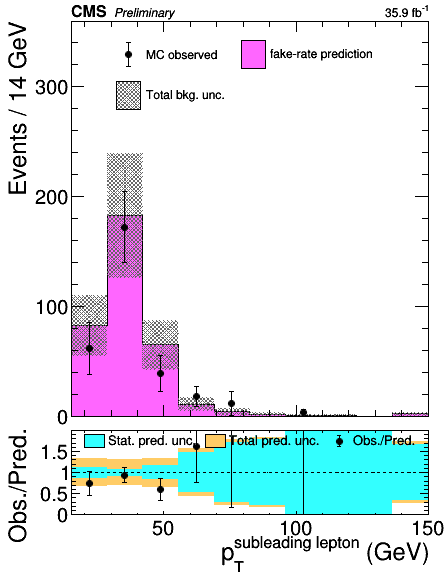 CMS Preliminary 35.9 fb⁻¹
Events / 14 GeV
MC observed
fake-rate prediction
Total bkg. unc.
300
200
100
0
Obs./Pred.
Stat. pred. unc.
Total pred. unc.
Obs./Pred.
1.5
1
0.5
0
50
100
150
p_T^subleading lepton (GeV)